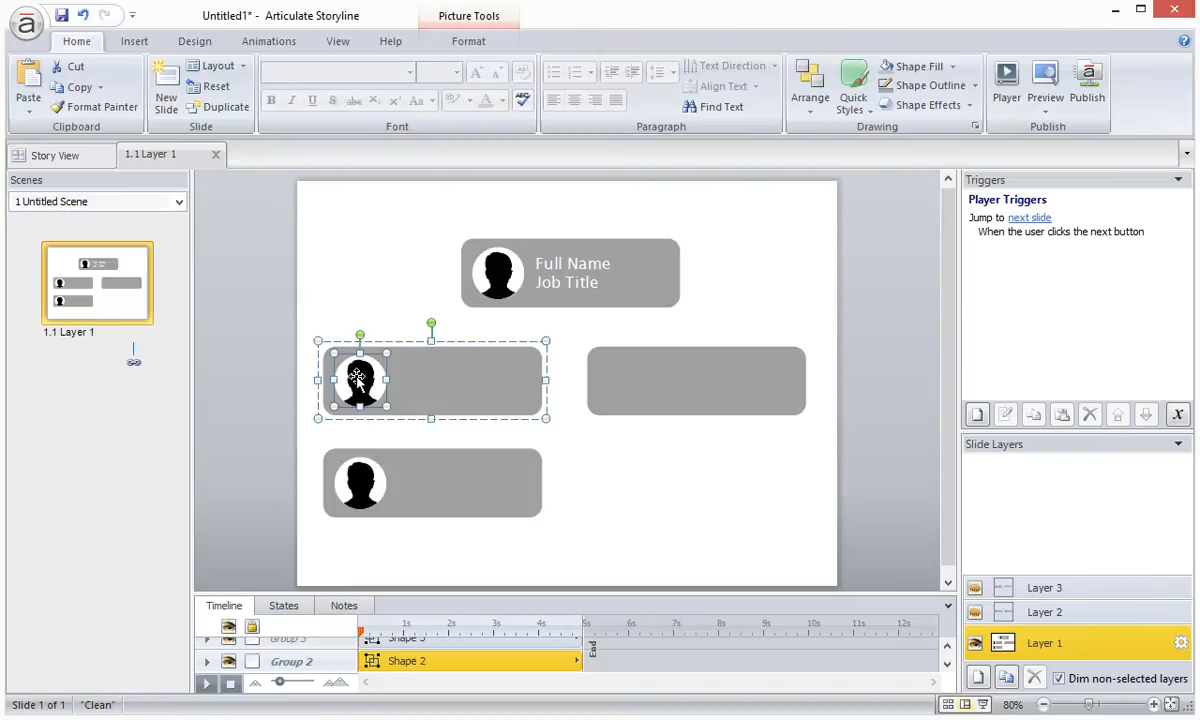 Untitled1* - Articulate Storyline
Picture Tools
Home
Insert
Design
Animations
View
Help
Format
Paste
Cut
Copy
Format Painter
Clipboard
New
Slide
Layout
Reset
Duplicate
Slide
Font
Text Direction
Align Text
Find Text
Paragraph
Arrange
Quick
Styles
Shape Fill
Shape Outline
Shape Effects
Drawing
Player
Preview
Publish
Publish
Story View
1.1 Layer 1
Scenes
1 Untitled Scene
1.1 Layer 1
Full Name
Job Title
Triggers
Player Triggers
Jump to next slide
When the user clicks the next button
Slide Layers
Layer 3
Layer 2
Layer 1
Dim non-selected layers
Timeline
States
Notes
1s 2s 3s 4s 5s 6s 7s 8s 9s 10s 11s 12s
End
Group 2
Shape 2
Slide 1 of 1
"Clean"
80%